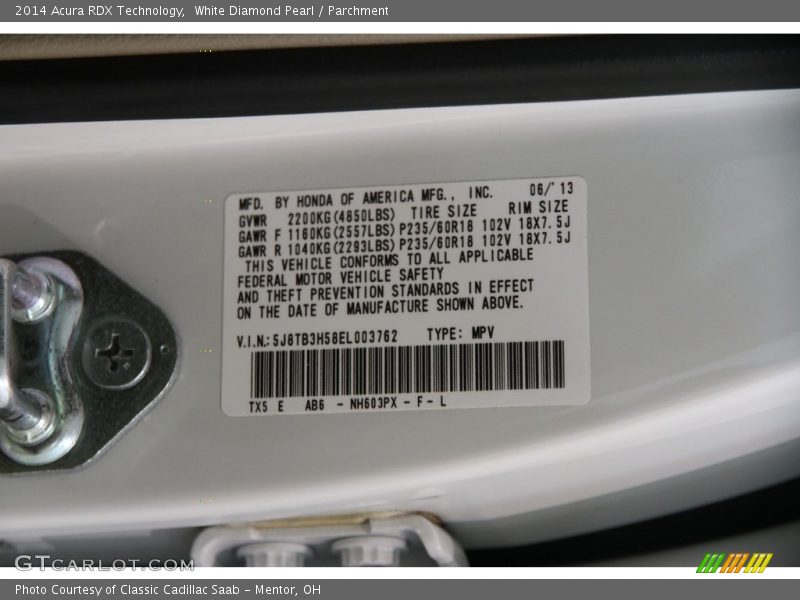 2014 Acura RDX Technology,  White Diamond Pearl / Parchment
MFD. BY HONDA OF AMERICA MFG., INC. 06/'13
GVWR 2200KG(4850LBS) TIRE SIZE RIM SIZE
GAWR F 1160KG(2557LBS) P235/60R18 102V 18X7.5J
GAWR R 1040KG(2293LBS) P235/60R18 102V 18X7.5J
THIS VEHICLE CONFORMS TO ALL APPLICABLE
FEDERAL MOTOR VEHICLE SAFETY
AND THEFT PREVENTION STANDARDS IN EFFECT
ON THE DATE OF MANUFACTURE SHOWN ABOVE.
V.I.N.: 5J8TB3H58EL003762 TYPE: MPV
TX5 E AB6 - NH603PX - F - L
GTCARLOT.COM
Photo Courtesy of Classic Cadillac Saab - Mentor, OH